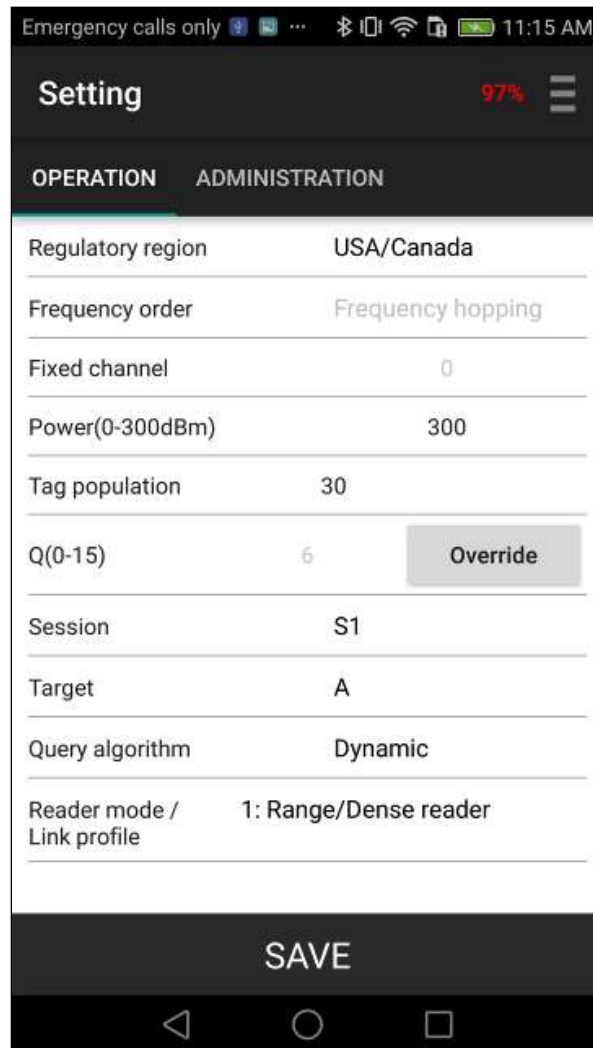 Emergency calls only ... 11:15 AM
Setting 97%
OPERATION ADMINISTRATION
Regulatory region USA/Canada
Frequency order Frequency hopping
Fixed channel 0
Power(0-300dBm) 300
Tag population 30
Q(0-15) 6 Override
Session S1
Target A
Query algorithm Dynamic
Reader mode / 1: Range/Dense reader
Link profile
SAVE